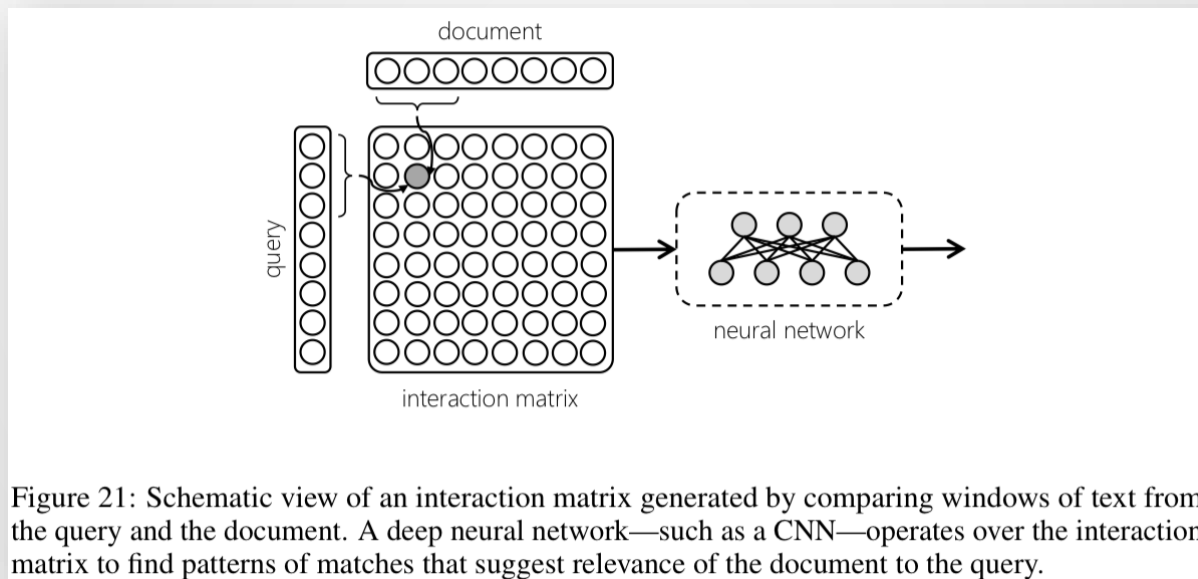 document
query
interaction matrix
neural network
Figure 21: Schematic view of an interaction matrix generated by comparing windows of text from
the query and the document. A deep neural network—such as a CNN—operates over the interaction
matrix to find patterns of matches that suggest relevance of the document to the query.